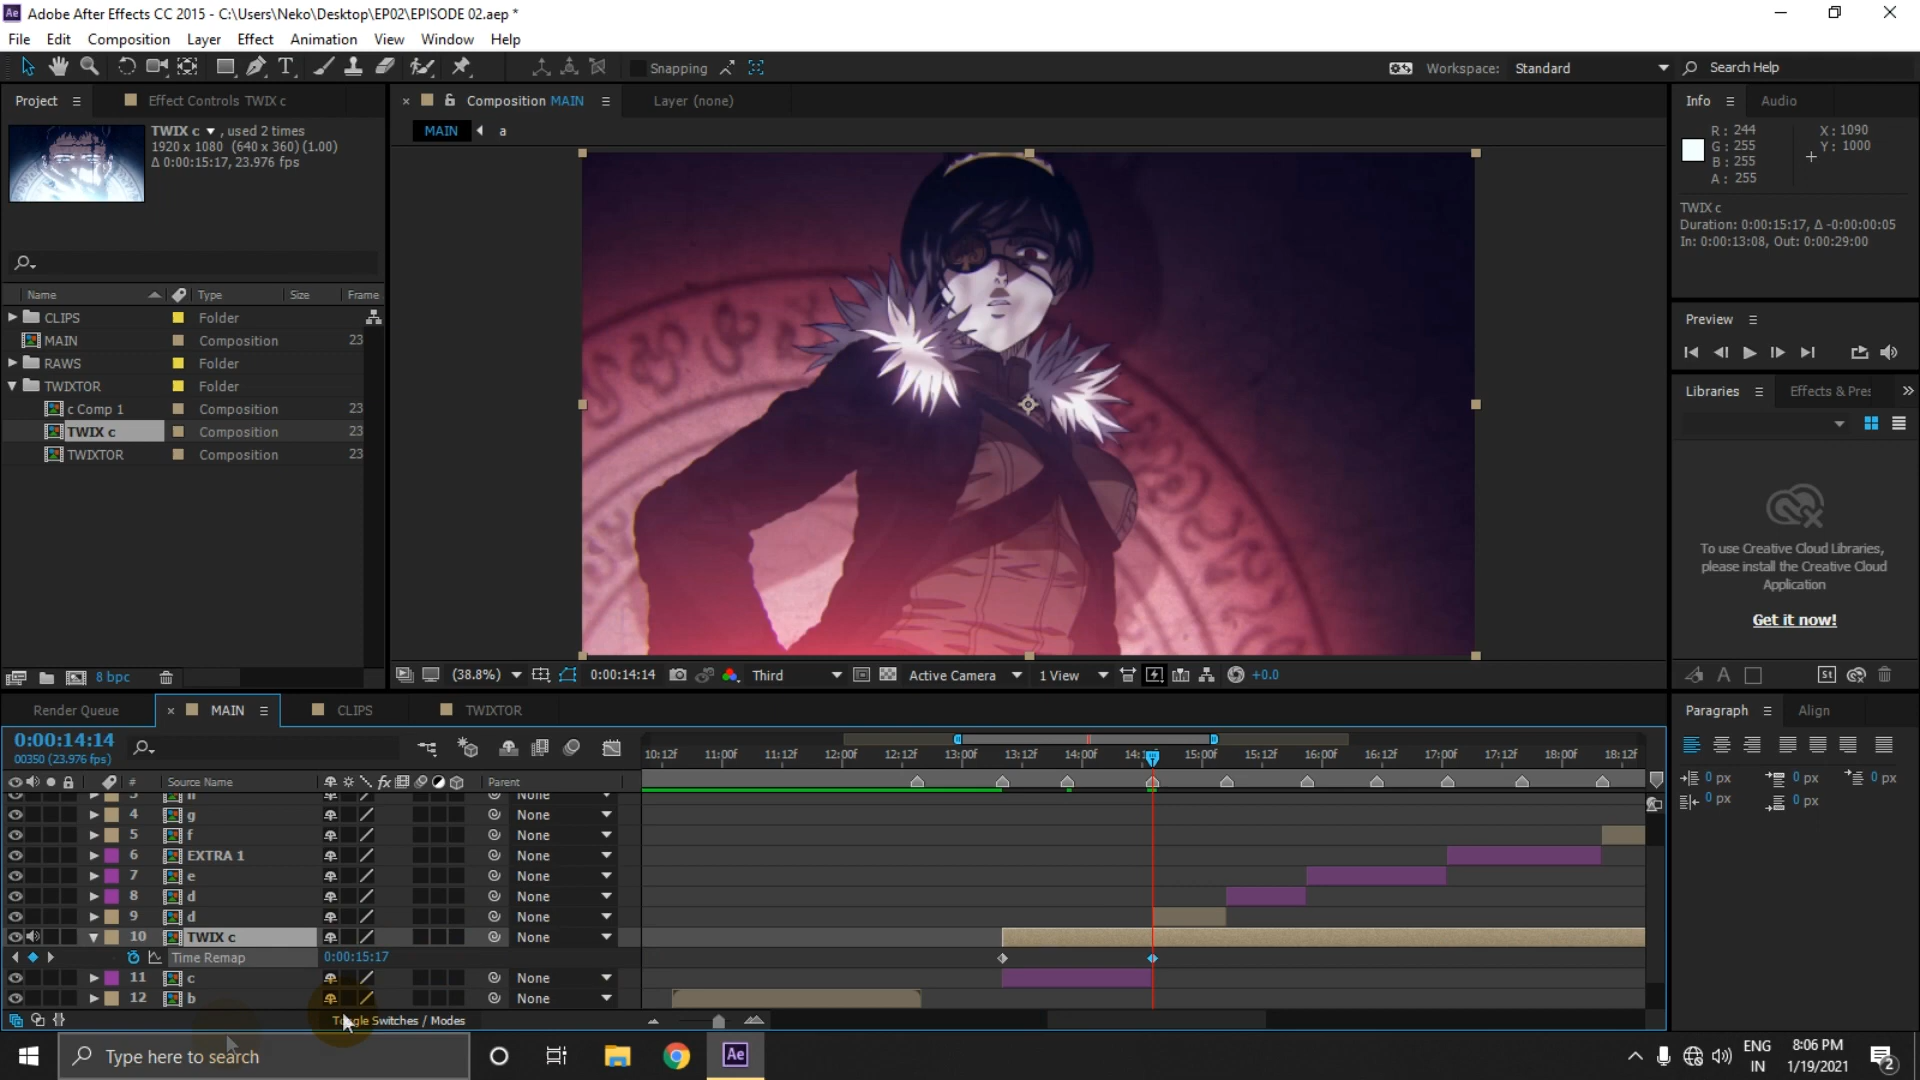 Ae Adobe After Effects CC 2015 - C:\Users\Neko\Desktop\EP02\EPISODE 02.aep *
File Edit Composition Layer Effect Animation View Window Help
Snapping Workspace: Standard Search Help
Project Effect Controls TWIX c
TWIX c , used 2 times
1920 x 1080 (640 x 360) (1.00)
Δ 0:00:15:17, 23.976 fps
Name Type Size Frame
CLIPS Folder
MAIN Composition 23
RAWS Folder
TWIXTOR Folder
c Comp 1 Composition 23
TWIX c Composition 23
TWIXTOR Composition 23
8 bpc
Composition MAIN Layer (none)
MAIN a
(38.8%) 0:00:14:14 Third Active Camera 1 View +0.0
Info Audio
R: 244 X: 1090
G: 255 Y: 1000
B: 255
A: 255
TWIX c
Duration: 0:00:15:17, Δ -0:00:00:05
In: 0:00:13:08, Out: 0:00:29:00
Preview
Libraries Effects & Pres
To use Creative Cloud Libraries,
please install the Creative Cloud
Application
Get it now!
St
Paragraph Align
0 px 0 px 0 px
0 px 0 px
Render Queue MAIN CLIPS TWIXTOR
0:00:14:14
00350 (23.976 fps)
10:12f 11:00f 11:12f 12:00f 12:12f 13:00f 13:12f 14:00f 15:00f 15:12f 16:00f 16:12f 17:00f 17:12f 18:00f 18:12f
# Source Name fx Parent
None
4 g None
5 f None
6 EXTRA 1 None
7 e None
8 d None
9 d None
10 TWIX c None
Time Remap 0:00:15:17
11 c None
12 b None
Toggle Switches / Modes
Type here to search
Ae
ENG 8:06 PM
IN 1/19/2021
2